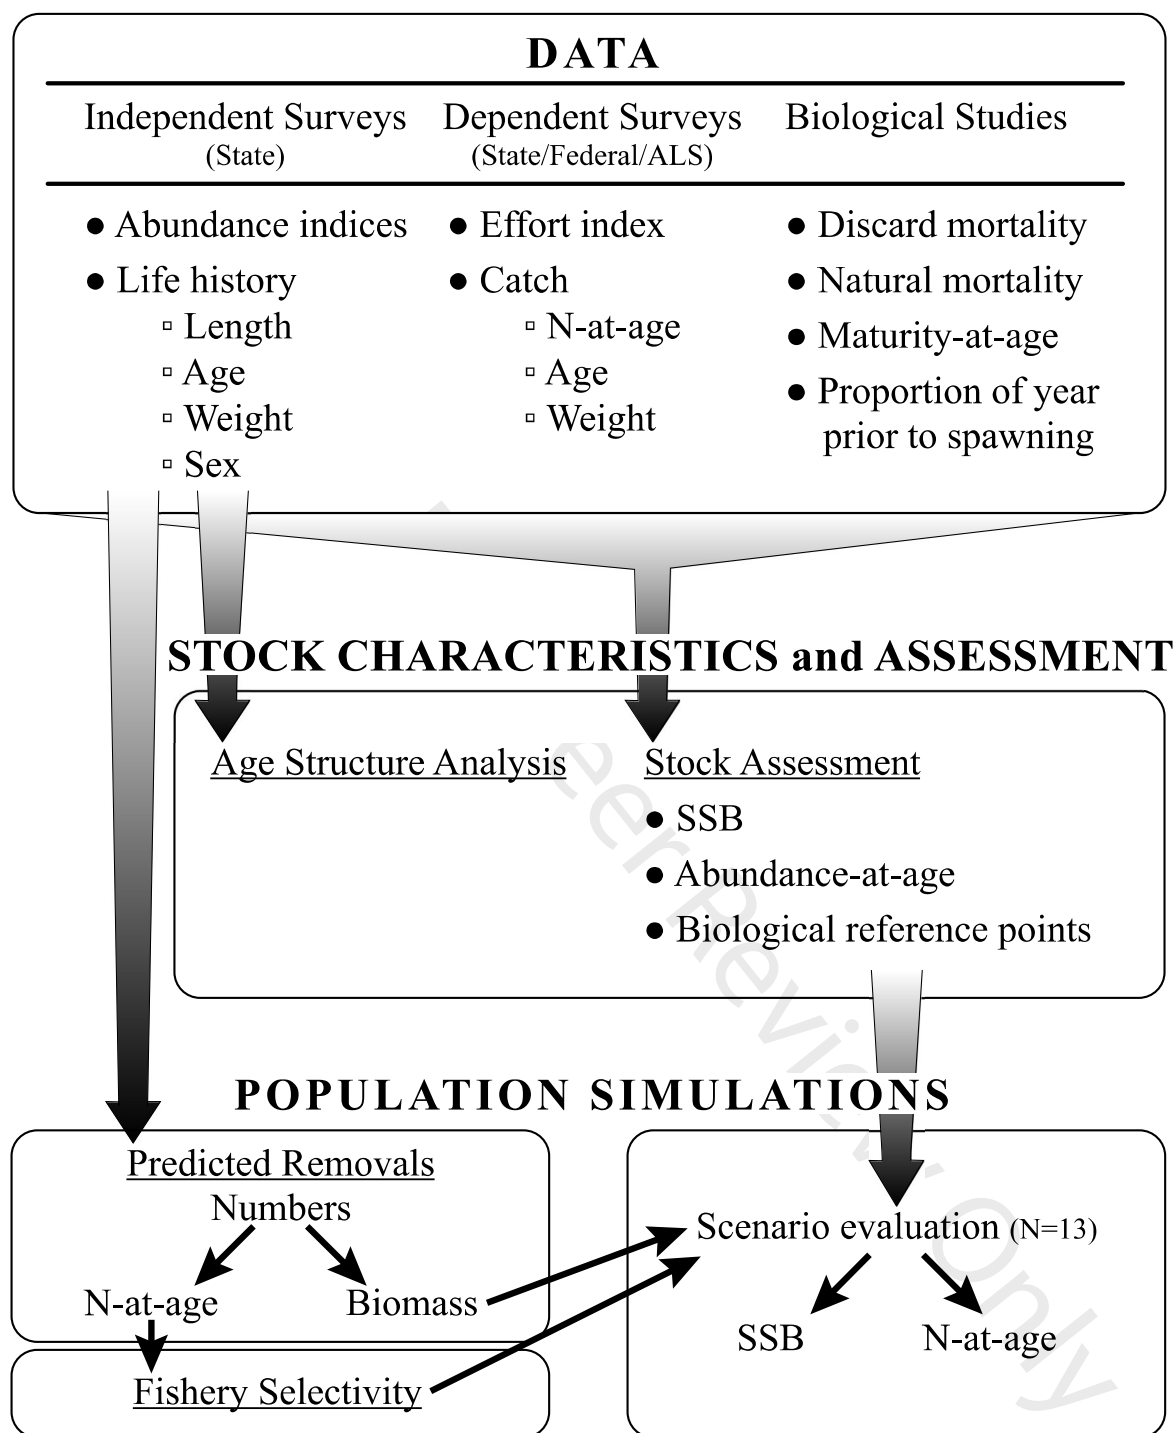 DATA
Independent Surveys
(State)
Dependent Surveys
(State/Federal/ALS)
Biological Studies
● Abundance indices
● Life history
▫ Length
▫ Age
▫ Weight
▫ Sex
● Effort index
● Catch
▫ N-at-age
▫ Age
▫ Weight
● Discard mortality
● Natural mortality
● Maturity-at-age
● Proportion of year
prior to spawning
STOCK CHARACTERISTICS and ASSESSMENT
Age Structure Analysis
Stock Assessment
● SSB
● Abundance-at-age
● Biological reference points
POPULATION SIMULATIONS
Predicted Removals
Numbers
N-at-age
Biomass
Fishery Selectivity
Scenario evaluation (N=13)
SSB
N-at-age
eer Review Only